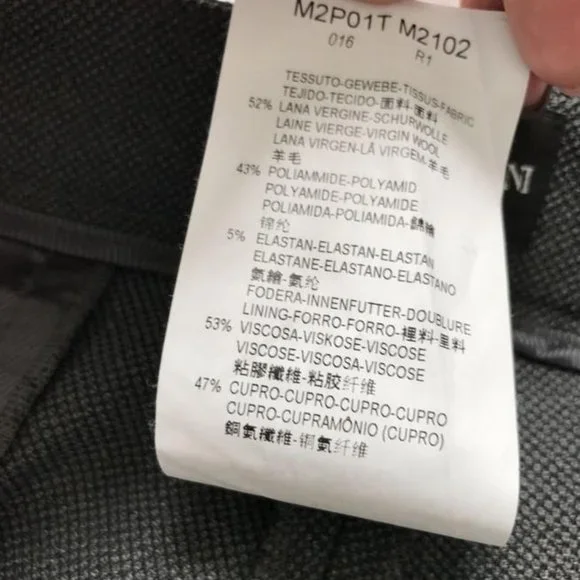 M2P01T M2102
016 R1
TESSUTO-GEWEBE-TISSUS-FABRIC
TEJIDO-TECIDO-面料-面料
52% LANA VERGINE-SCHURWOLLE
LAINE VIERGE-VIRGIN WOOL
LANA VIRGEN-LÃ VIRGEM-羊毛
羊毛
43% POLIAMMIDE-POLYAMID
POLYAMIDE-POLYAMIDE
POLIAMIDA-POLIAMIDA-錦綸
锦纶
5% ELASTAN-ELASTAN-ELASTAN
ELASTANE-ELASTANO-ELASTANO
氨綸-氨纶
FODERA-INNENFUTTER-DOUBLURE
LINING-FORRO-FORRO-裡料-里料
53% VISCOSA-VISKOSE-VISCOSE
VISCOSE-VISCOSA-VISCOSE
粘膠纖維-粘胶纤维
47% CUPRO-CUPRO-CUPRO-CUPRO
CUPRO-CUPRAMÔNIO (CUPRO)
銅氨纖維-铜氨纤维